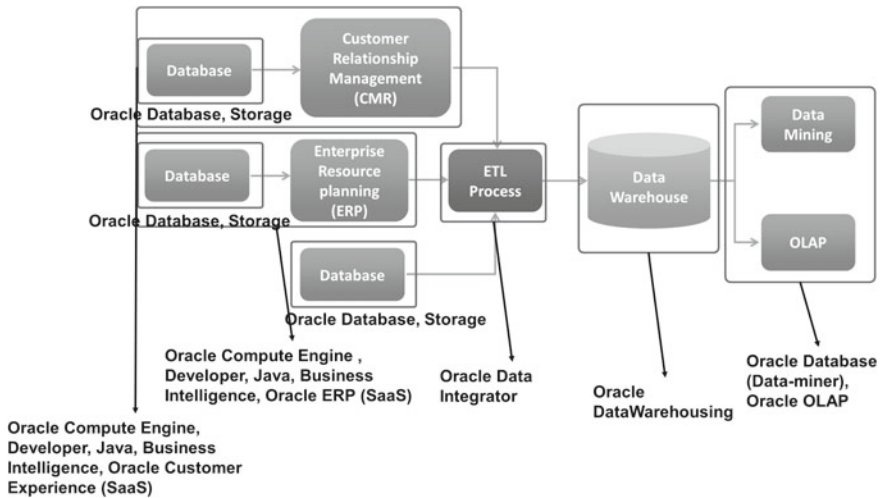 Database
Customer
Relationship
Management
(CMR)
Oracle Database, Storage
Database
Enterprise
Resource
planning
(ERP)
Oracle Database, Storage
ETL
Process
Data
Warehouse
Data
Mining
OLAP
Database
Oracle Database, Storage
Oracle Compute Engine ,
Developer, Java, Business
Intelligence, Oracle ERP (SaaS)
Oracle Data
Integrator
Oracle
DataWarehousing
Oracle Database
(Data-miner),
Oracle OLAP
Oracle Compute Engine,
Developer, Java, Business
Intelligence, Oracle Customer
Experience (SaaS)